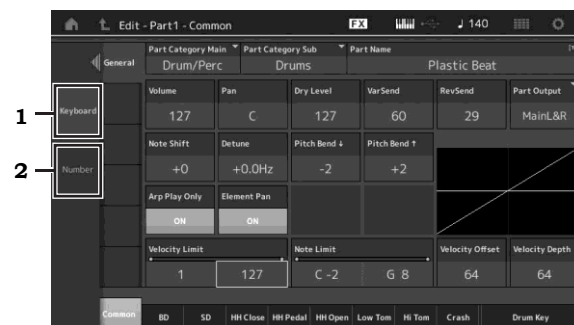 Edit - Part1 - Common FX 140
Part Category Main Part Category Sub Part Name
General Drum/Perc Drums Plastic Beat
Volume Pan Dry Level VarSend RevSend Part Output
1 Keyboard 127 C 127 60 29 MainL&R
Note Shift Detune Pitch Bend ↓ Pitch Bend ↑
2 Number +0 +0.0Hz -2 +2
Arp Play Only Element Pan
ON ON
Velocity Limit Note Limit Velocity Offset Velocity Depth
1 127 C -2 G 8 64 64
Common BD SD HH Close HH Pedal HH Open Low Tom Hi Tom Crash Drum Key